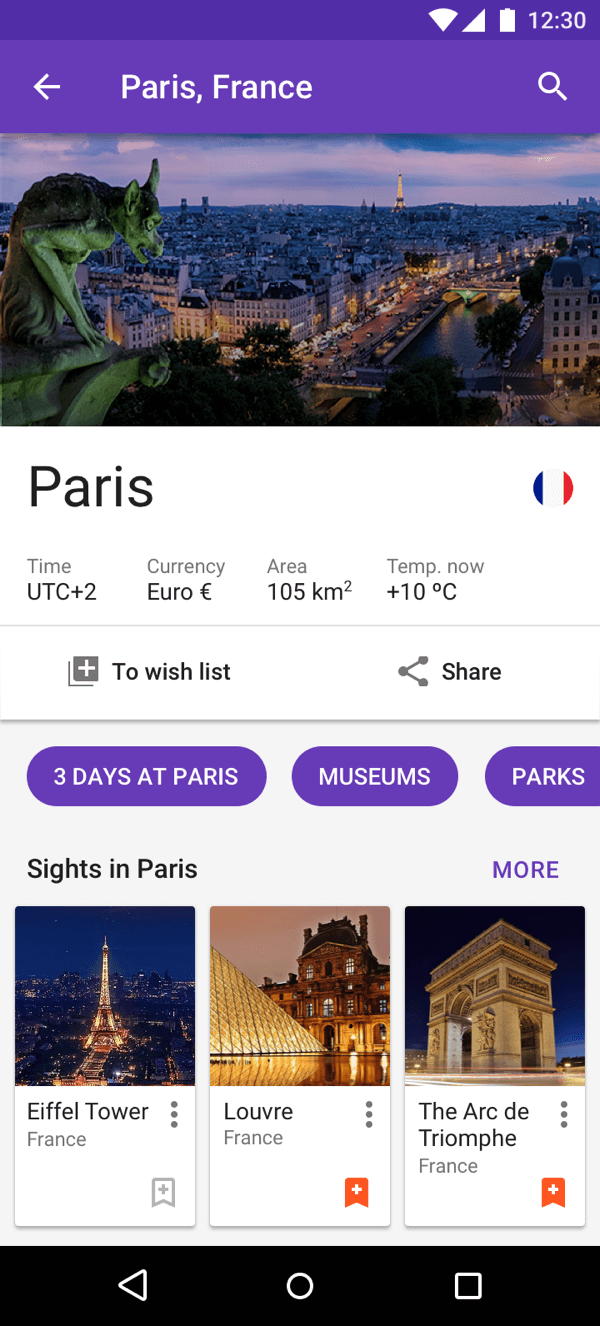 12:30
Paris, France
Paris
Time Currency Area Temp. now
UTC+2 Euro € 105 km² +10 ºC
To wish list Share
3 DAYS AT PARIS MUSEUMS PARKS
Sights in Paris MORE
Eiffel Tower
France
Louvre
France
The Arc de
Triomphe
France